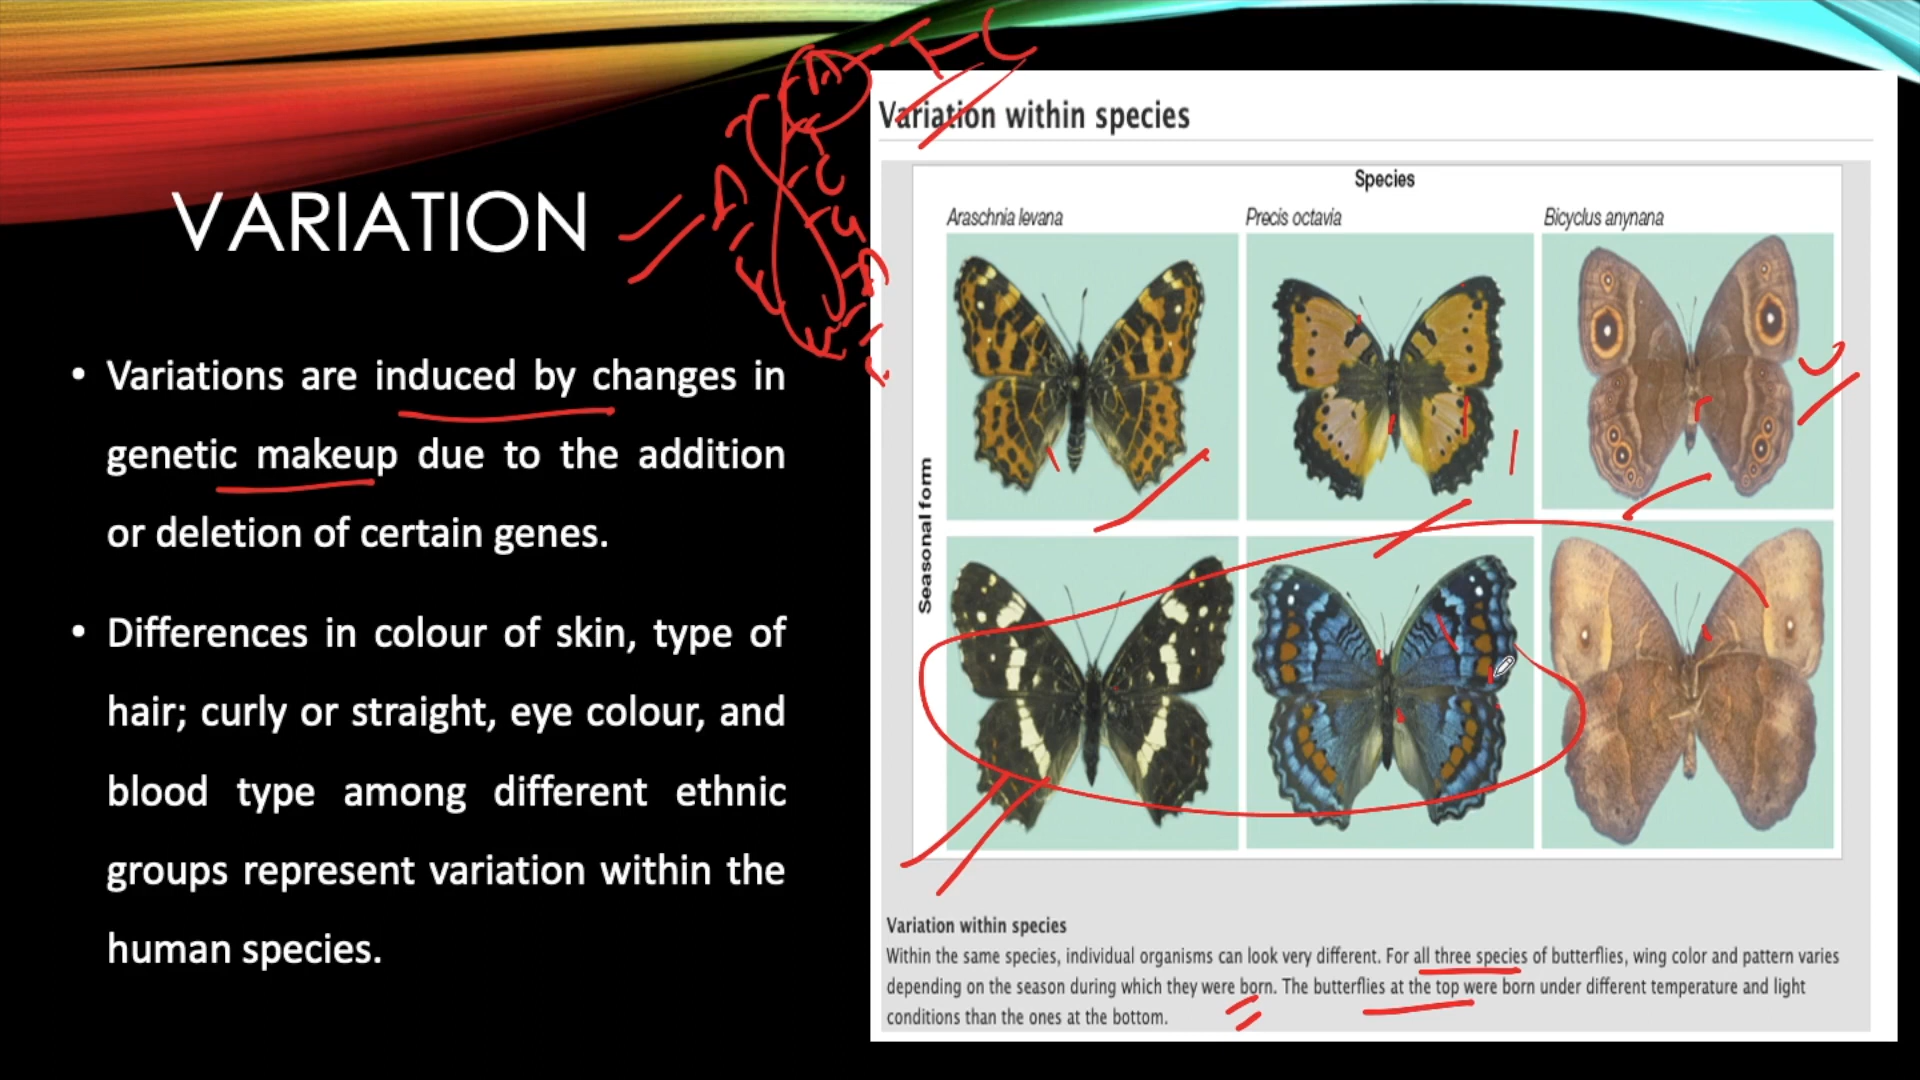 VARIATION
• Variations are induced by changes in
genetic makeup due to the addition
or deletion of certain genes.
• Differences in colour of skin, type of
hair; curly or straight, eye colour, and
blood type among different ethnic
groups represent variation within the
human species.
Variation within species
Species
Araschnia levana
Precis octavia
Bicyclus anynana
Seasonal form
Variation within species
Within the same species, individual organisms can look very different. For all three species of butterflies, wing color and pattern varies
depending on the season during which they were born. The butterflies at the top were born under different temperature and light
conditions than the ones at the bottom.